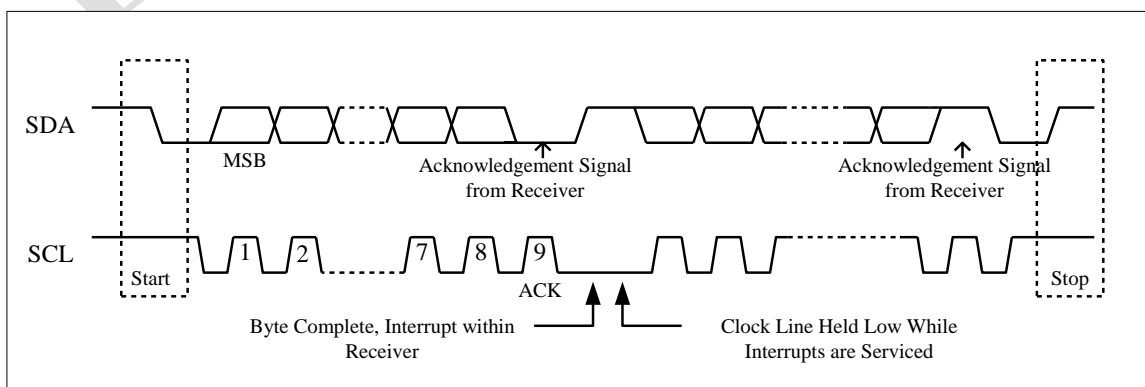 SDA
MSB
Acknowledgement Signal
from Receiver
Acknowledgement Signal
from Receiver
SCL
1
2
7
8
9
Start
ACK
Stop
Byte Complete, Interrupt within
Receiver
Clock Line Held Low While
Interrupts are Serviced